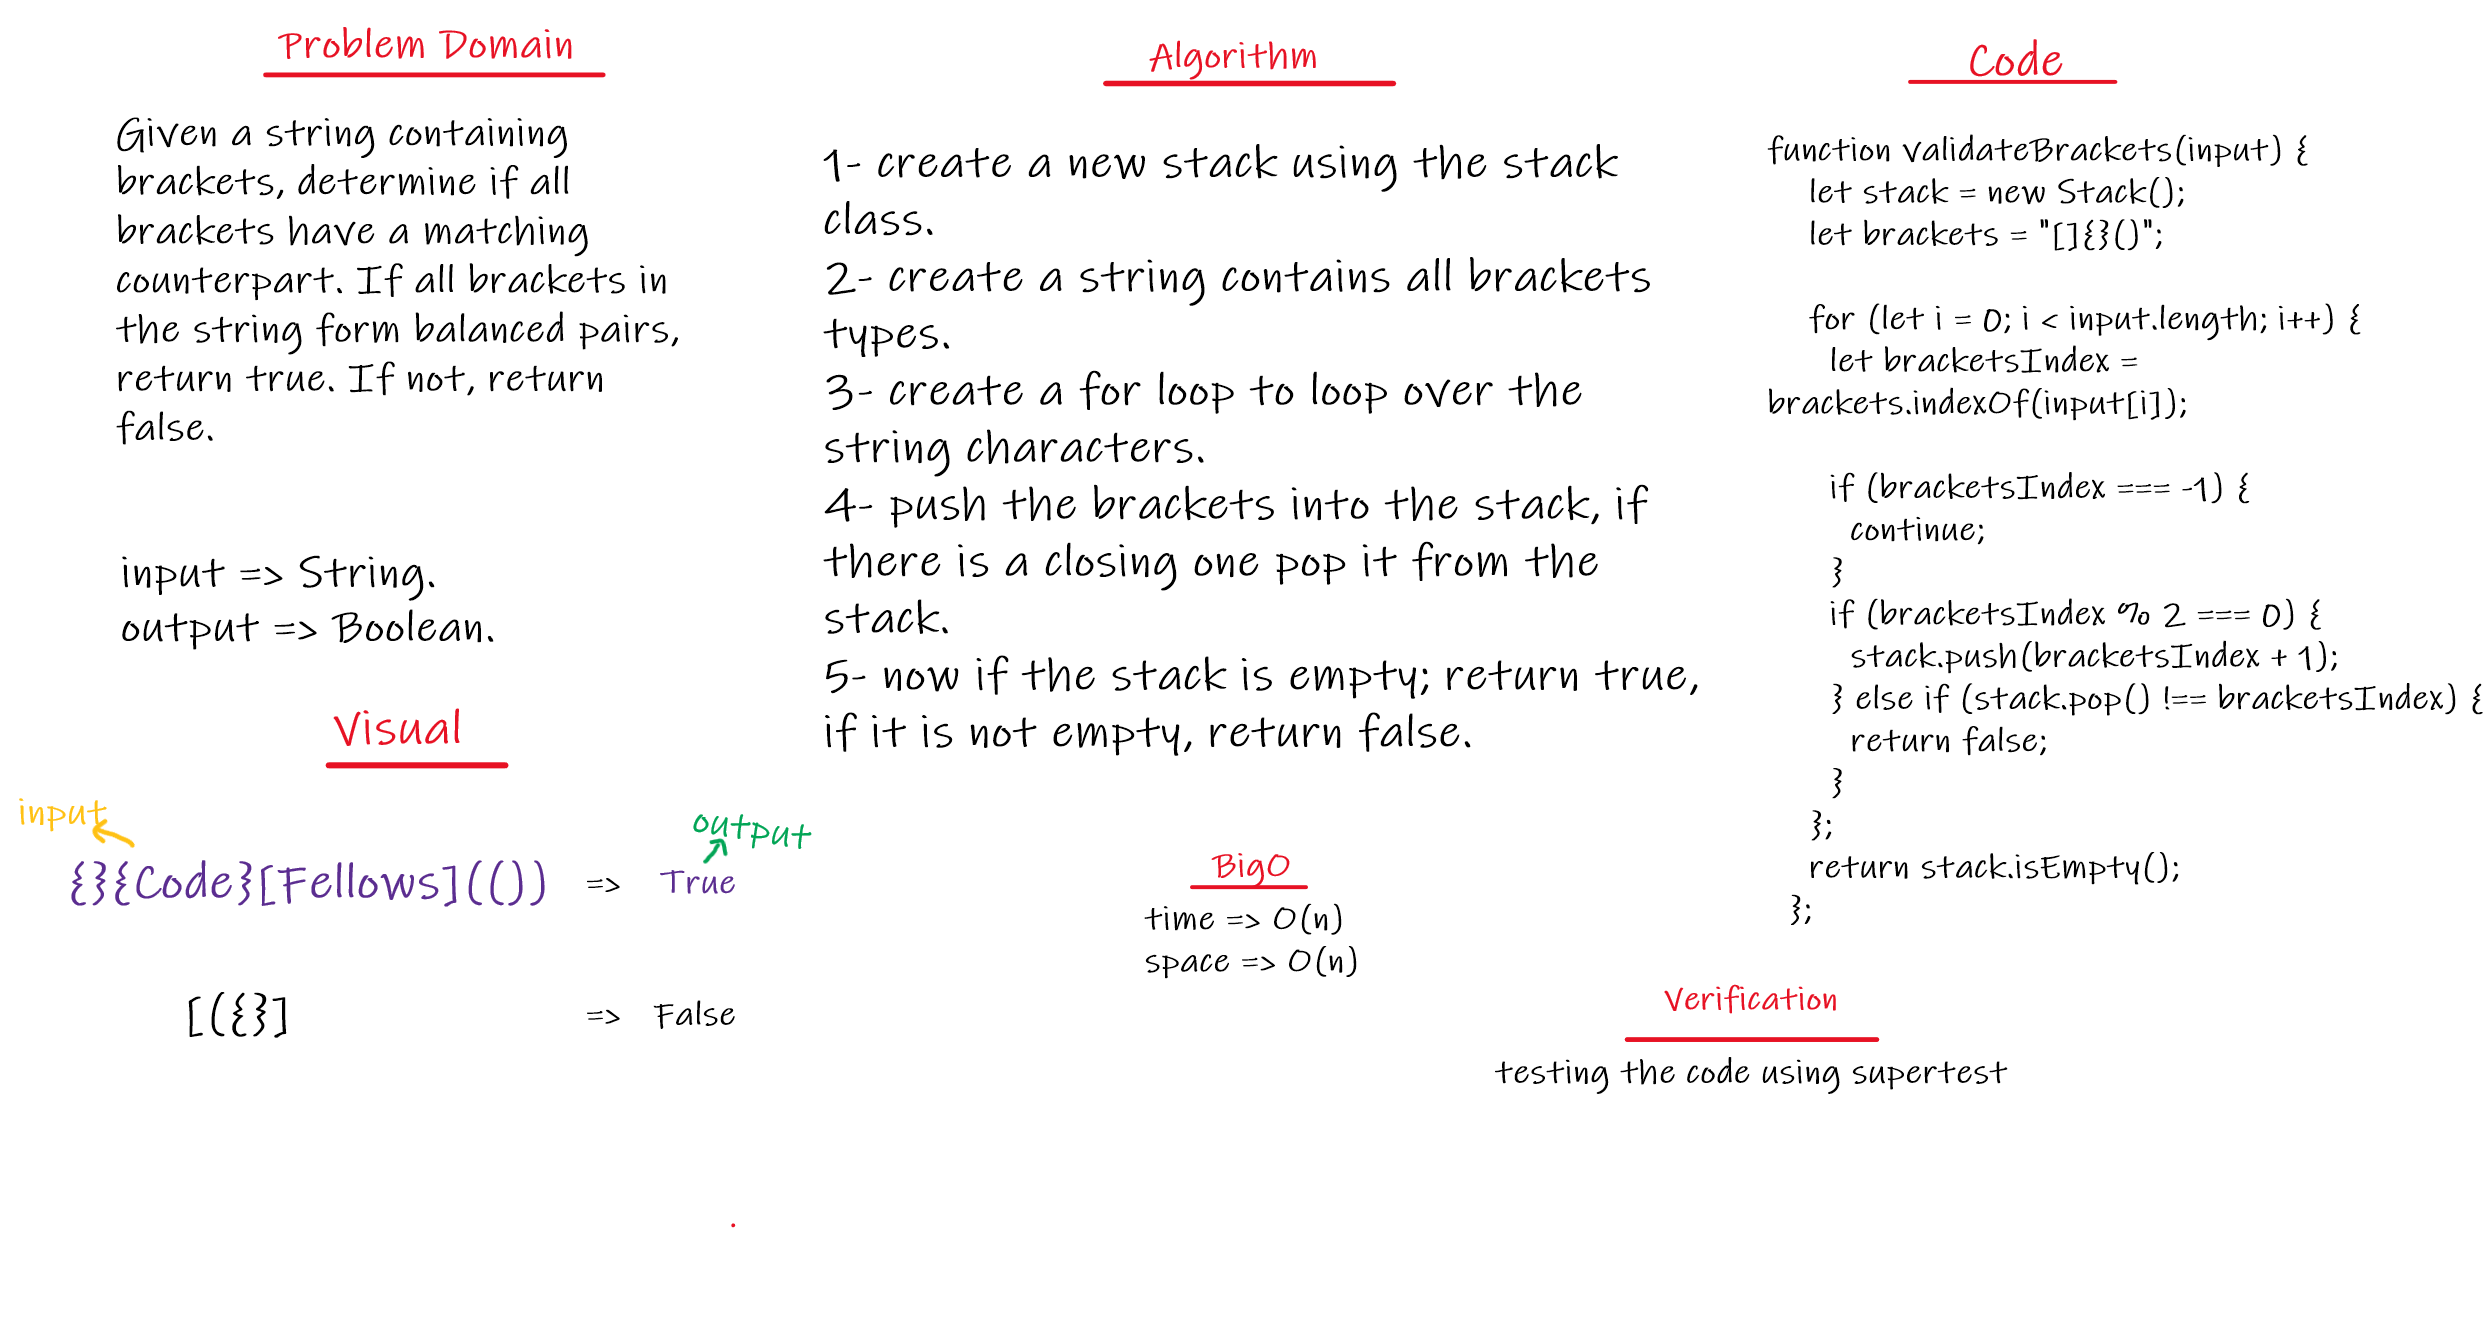 Problem Domain
Given a string containing
brackets, determine if all
brackets have a matching
counterpart. If all brackets in
the string form balanced pairs,
return true. If not, return
false.
input => String.
output => Boolean.
Visual
input
output
{}{Code}[Fellows](()) => True
[({}] => False
Algorithm
1- create a new stack using the stack
class.
2- create a string contains all brackets
types.
3- create a for loop to loop over the
string characters.
4- push the brackets into the stack, if
there is a closing one pop it from the
stack.
5- now if the stack is empty; return true,
if it is not empty, return false.
BigO
time => O(n)
space => O(n)
Code
function validateBrackets(input) {
let stack = new Stack();
let brackets = "[]{}()";
for (let i = 0; i < input.length; i++) {
let bracketsIndex =
brackets.indexOf(input[i]);
if (bracketsIndex === -1) {
continue;
}
if (bracketsIndex % 2 === 0) {
stack.push(bracketsIndex + 1);
} else if (stack.pop() !== bracketsIndex) {
return false;
}
};
return stack.isEmpty();
};
Verification
testing the code using supertest